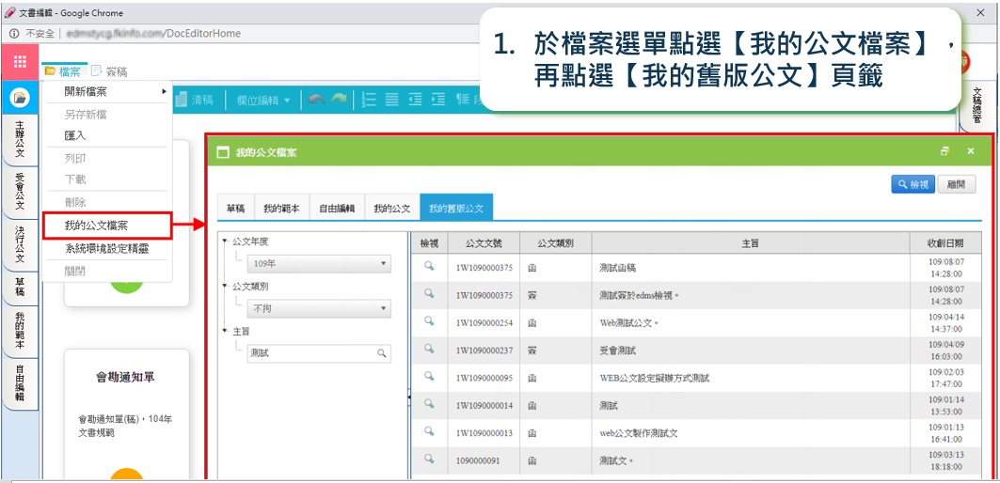 文書編輯 - Google Chrome
不安全 | edmstycg.fkinfo.com/DocEditorHome
1. 於檔案選單點選【我的公文檔案】,
再點選【我的舊版公文】頁籤
檔案 簽稿
清稿 欄位編輯
開新檔案
另存新檔
匯入
列印
下載
刪除
我的公文檔案
系統環境設定精靈
關閉
主辦公文
受會公文
決行公文
草稿
我的範本
自由編輯
文稿總管
會勘通知單
會勘通知單(稿),104年
文書規範
我的公文檔案
檢視 離開
草稿 我的範本 自由編輯 我的公文 我的舊版公文
公文年度
109年
公文類別
不拘
主旨
測試
檢視 公文文號 公文類別 主旨 收創日期
1W1090000375 函 測試函稿 109/08/07 14:28:00
1W1090000375 簽 測試簽於edms檢視。 109/08/07 14:28:00
1W1090000254 函 Web測試公文。 109/04/14 14:37:00
1W1090000237 簽 受會測試 109/04/09 16:03:00
1W1090000095 函 WEB公文設定擬辦方式測試 109/02/03 17:47:00
1W1090000014 函 測試 109/01/14 13:53:00
1W1090000013 函 web公文製作測試文 109/01/13 16:41:00
1090000091 函 測試文。 109/03/13 18:18:00